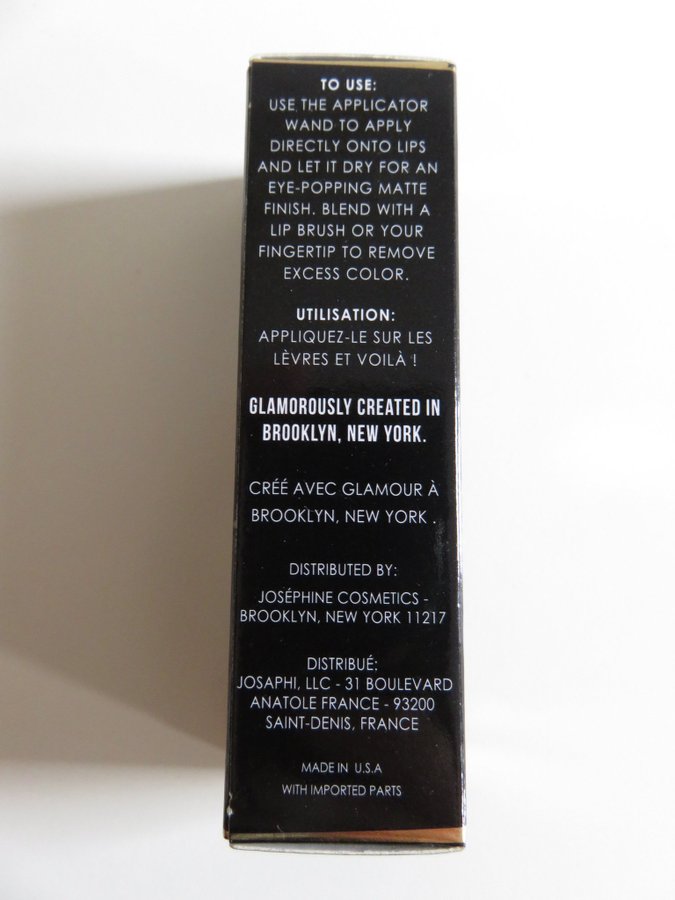 TO USE:
USE THE APPLICATOR
WAND TO APPLY
DIRECTLY ONTO LIPS
AND LET IT DRY FOR AN
EYE-POPPING MATTE
FINISH. BLEND WITH A
LIP BRUSH OR YOUR
FINGERTIP TO REMOVE
EXCESS COLOR.
UTILISATION:
APPLIQUEZ-LE SUR LES
LÈVRES ET VOILÀ !
GLAMOROUSLY CREATED IN
BROOKLYN, NEW YORK.
CRÉÉ AVEC GLAMOUR À
BROOKLYN, NEW YORK .
DISTRIBUTED BY:
JOSÉPHINE COSMETICS -
BROOKLYN, NEW YORK 11217
DISTRIBUÉ:
JOSAPHI, LLC - 31 BOULEVARD
ANATOLE FRANCE - 93200
SAINT-DENIS, FRANCE
MADE IN U.S.A
WITH IMPORTED PARTS